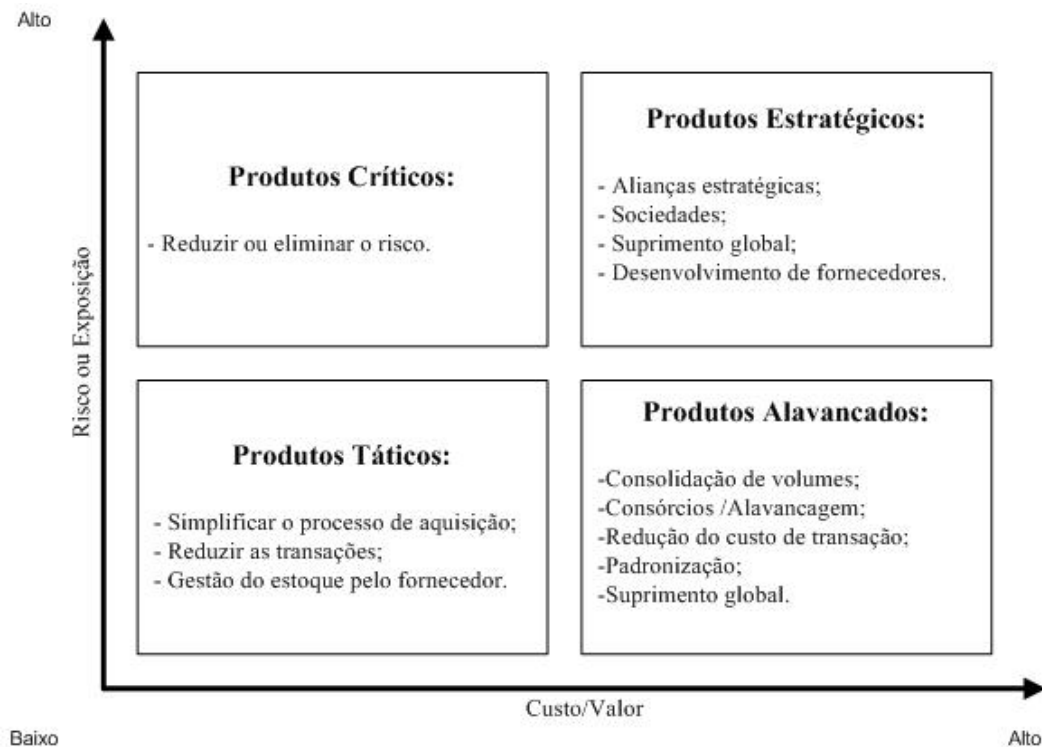 Alto
Produtos Críticos:
- Reduzir ou eliminar o risco.
Produtos Estratégicos:
- Alianças estratégicas;
- Sociedades;
- Suprimento global;
- Desenvolvimento de fornecedores.
Risco ou Exposição
Produtos Táticos:
- Simplificar o processo de aquisição;
- Reduzir as transações;
- Gestão do estoque pelo fornecedor.
Produtos Alavancados:
-Consolidação de volumes;
-Consórcios /Alavancagem;
-Redução do custo de transação;
-Padronização;
-Suprimento global.
Custo/Valor
Baixo
Alto